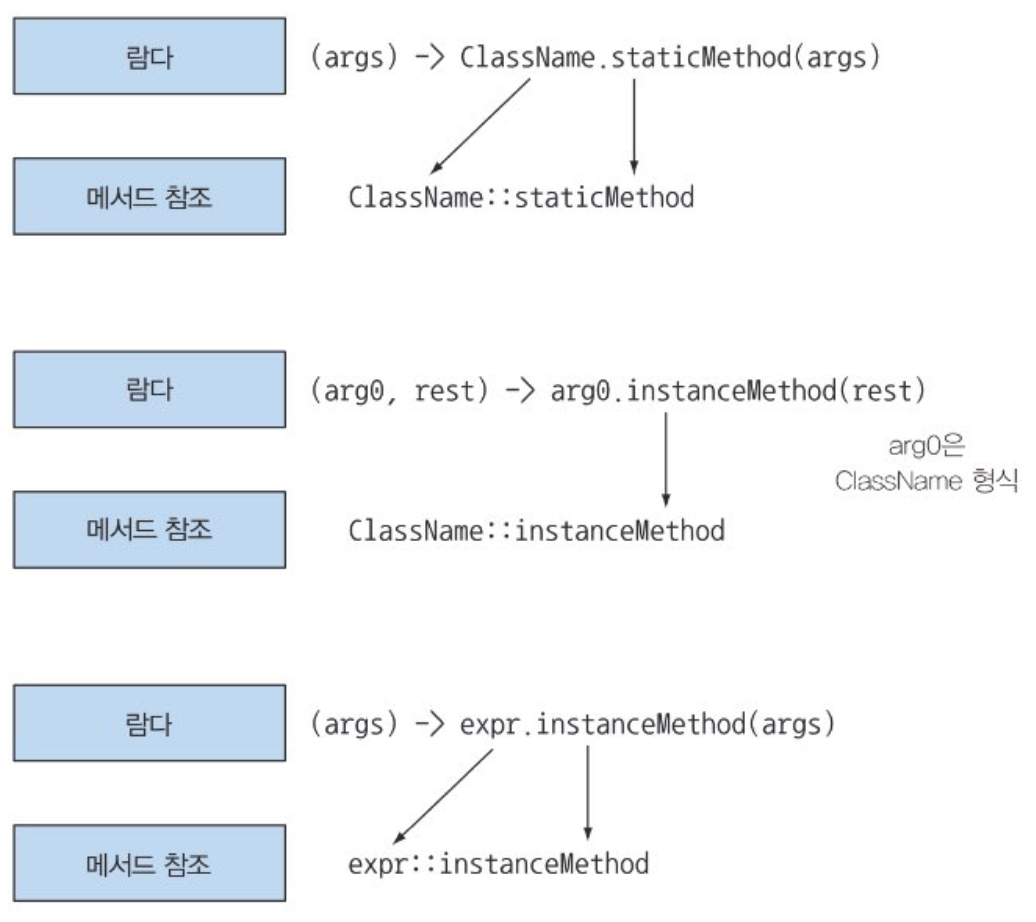 람다 (args) -> ClassName.staticMethod(args)
메서드 참조 ClassName::staticMethod
람다 (arg0, rest) -> arg0.instanceMethod(rest)
arg0은
ClassName 형식
메서드 참조 ClassName::instanceMethod
람다 (args) -> expr.instanceMethod(args)
메서드 참조 expr::instanceMethod